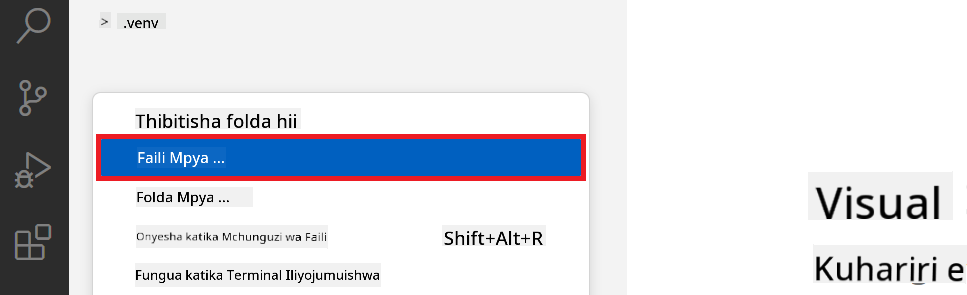 > .venv
Thibitisha folda hii
Faili Mpya ...
Folda Mpya ...
Onyesha katika Mchunguzi wa Faili Shift+Alt+R
Fungua katika Terminal Iliyojumuishwa
Visual
Kuhariri e